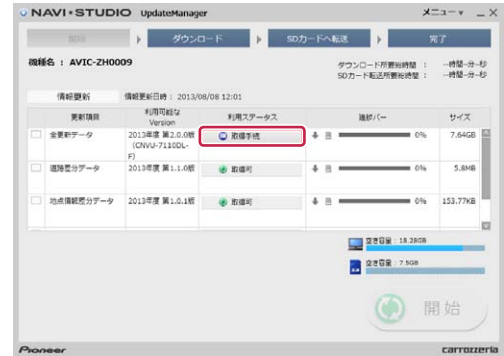 NAVI・STUDIO UpdateManager
メニュー
開始 ダウンロード SDカードへ転送 完了
機種名 : AVIC-ZH0009
ダウンロード所要総時間 : --時間-分-秒
SDカード転送所要総時間 : --時間-分-秒
情報更新 情報更新日時 : 2013/08/08 12:01
更新項目 利用可能な Version 利用ステータス 進捗バー サイズ
全更新データ 2013年度 第2.0.0版 取得手続 0% 7.64GB
(CNVU-7110DL-
F)
道路差分データ 2013年度 第1.1.0版 取得可 0% 5.8MB
地点情報差分データ 2013年度 第1.0.1版 取得可 0% 153.77KB
空き容量 : 18.28GB
空き容量 : 7.5GB
開始
Pioneer carrozzeria